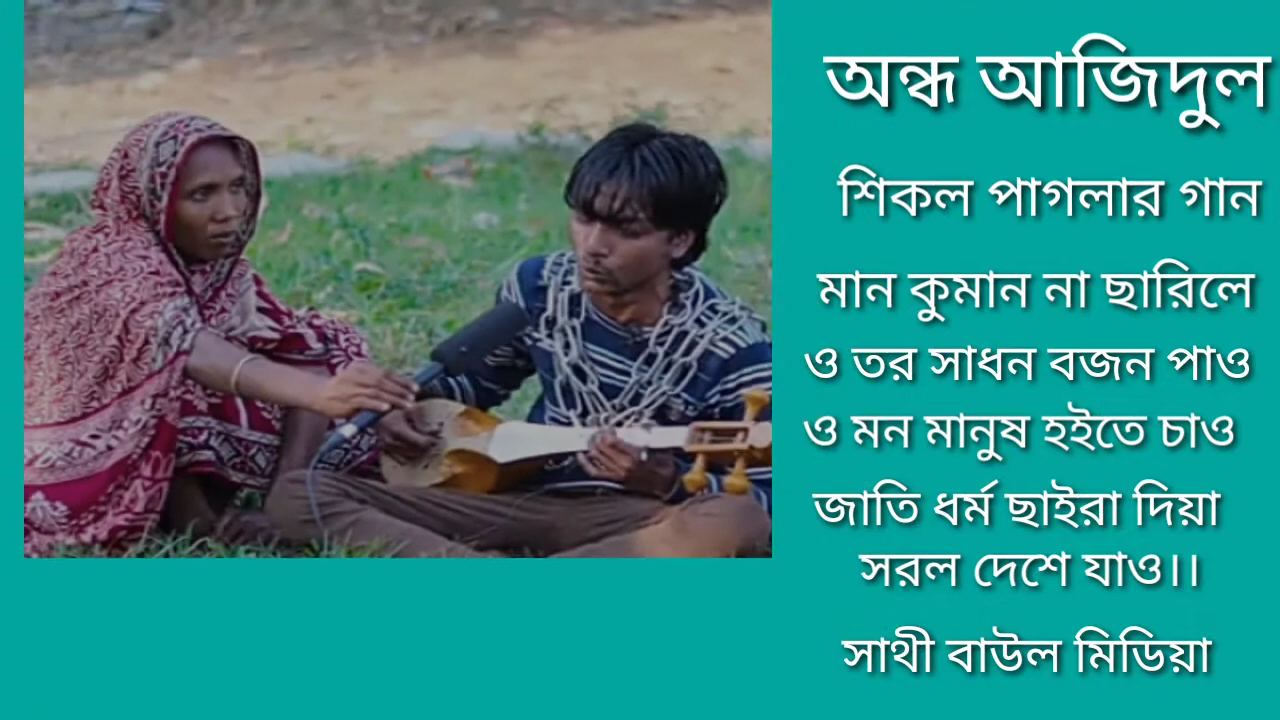 অন্ধ আজিদুল
শিকল পাগলার গান
মান কুমান না ছারিলে
ও তর সাধন বজন পাও
ও মন মানুষ হইতে চাও
জাতি ধর্ম ছাইরা দিয়া
সরল দেশে যাও।।
সাথী বাউল মিডিয়া